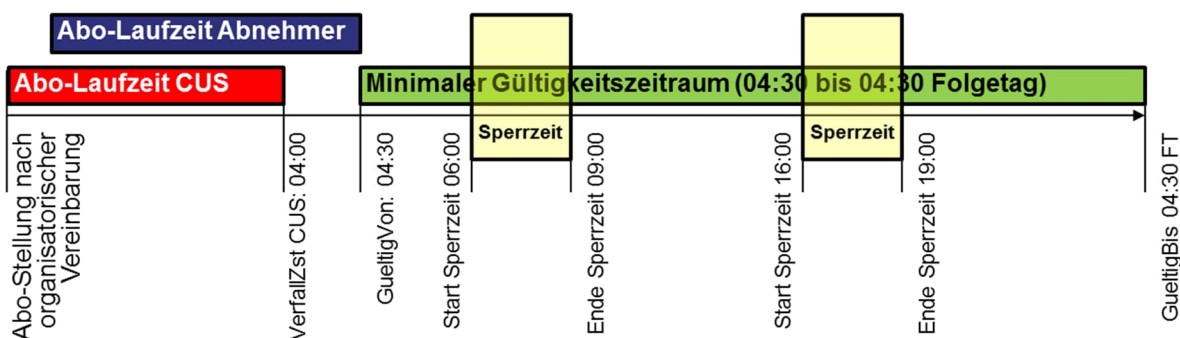 Abo-Laufzeit Abnehmer
Abo-Laufzeit CUS
Minimaler Gültigkeitszeitraum (04:30 bis 04:30 Folgetag)
Sperrzeit
Sperrzeit
Abo-Stellung nach
organisatorischer
Vereinbarung
VerfallZst CUS: 04:00
GueltigVon: 04:30
Start Sperrzeit 06:00
Ende Sperrzeit 09:00
Start Sperrzeit 16:00
Ende Sperrzeit 19:00
GueltigBis 04:30 FT